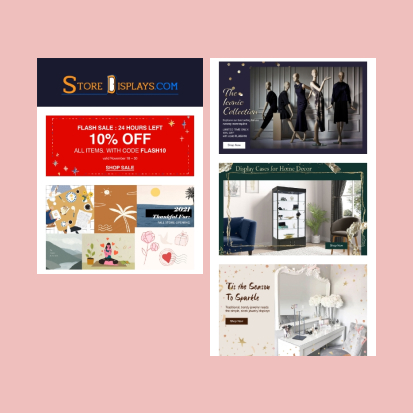 STORE DISPLAYS.COM
FLASH SALE : 24 HOURS LEFT
10% OFF
ALL ITEMS, WITH CODE FLASH10
SHOP SALE
2021
Thankful For:
The
Iconic
Collection
Shop Now
Display Cases for Home Decor
Shop Now
'Tis the Season
To Sparkle
Shop Now